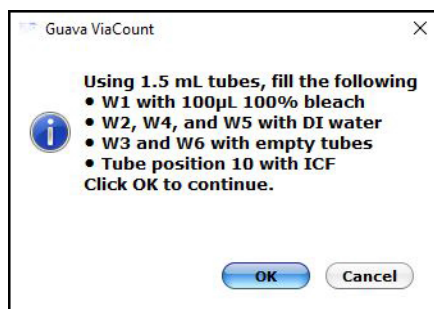 Guava ViaCount
Using 1.5 mL tubes, fill the following
• W1 with 100µL 100% bleach
• W2, W4, and W5 with DI water
• W3 and W6 with empty tubes
• Tube position 10 with ICF
Click OK to continue.
OK Cancel